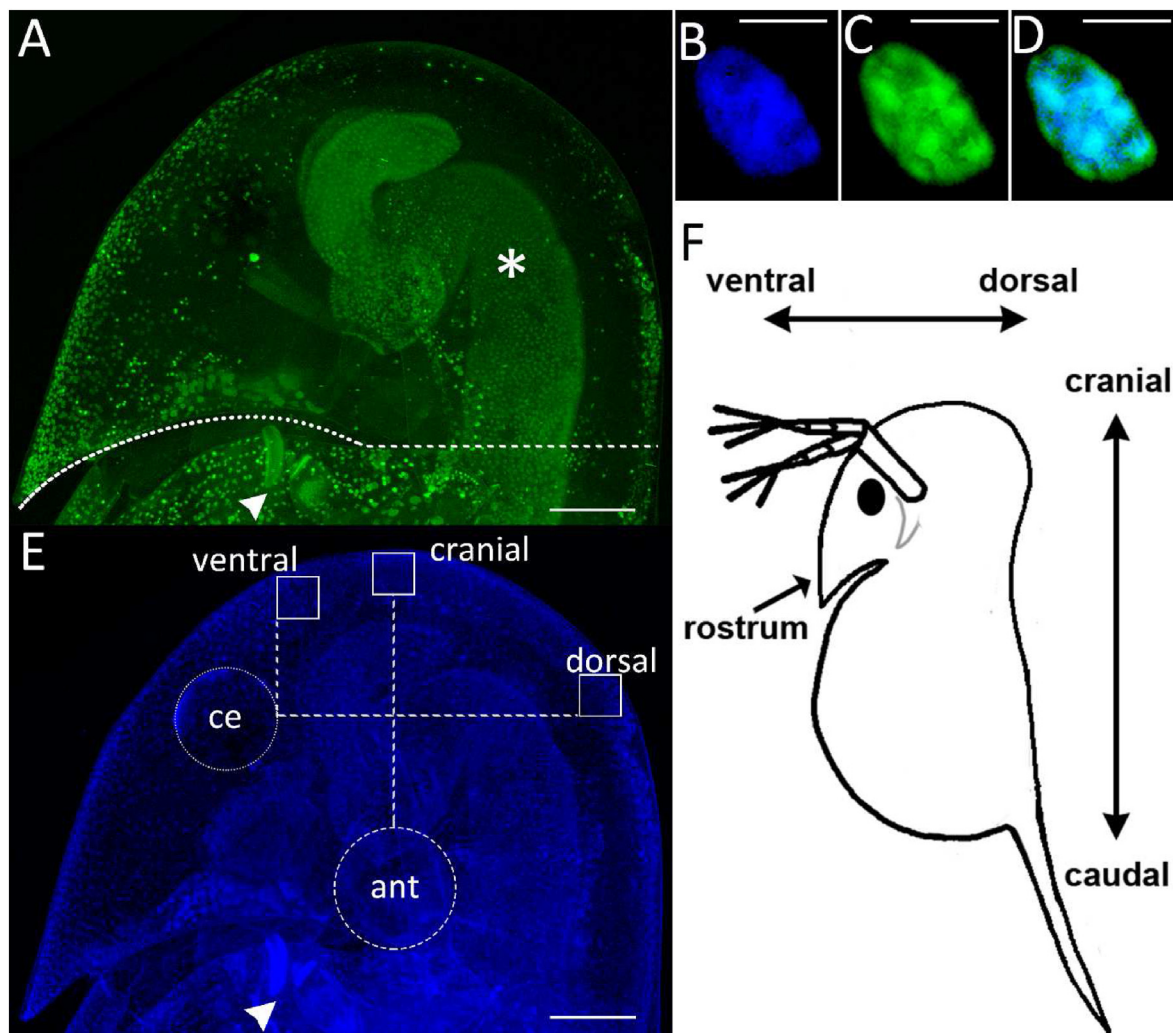 A
B
C
D
*
E
ventral
cranial
dorsal
ce
ant
F
ventral
dorsal
cranial
rostrum
caudal